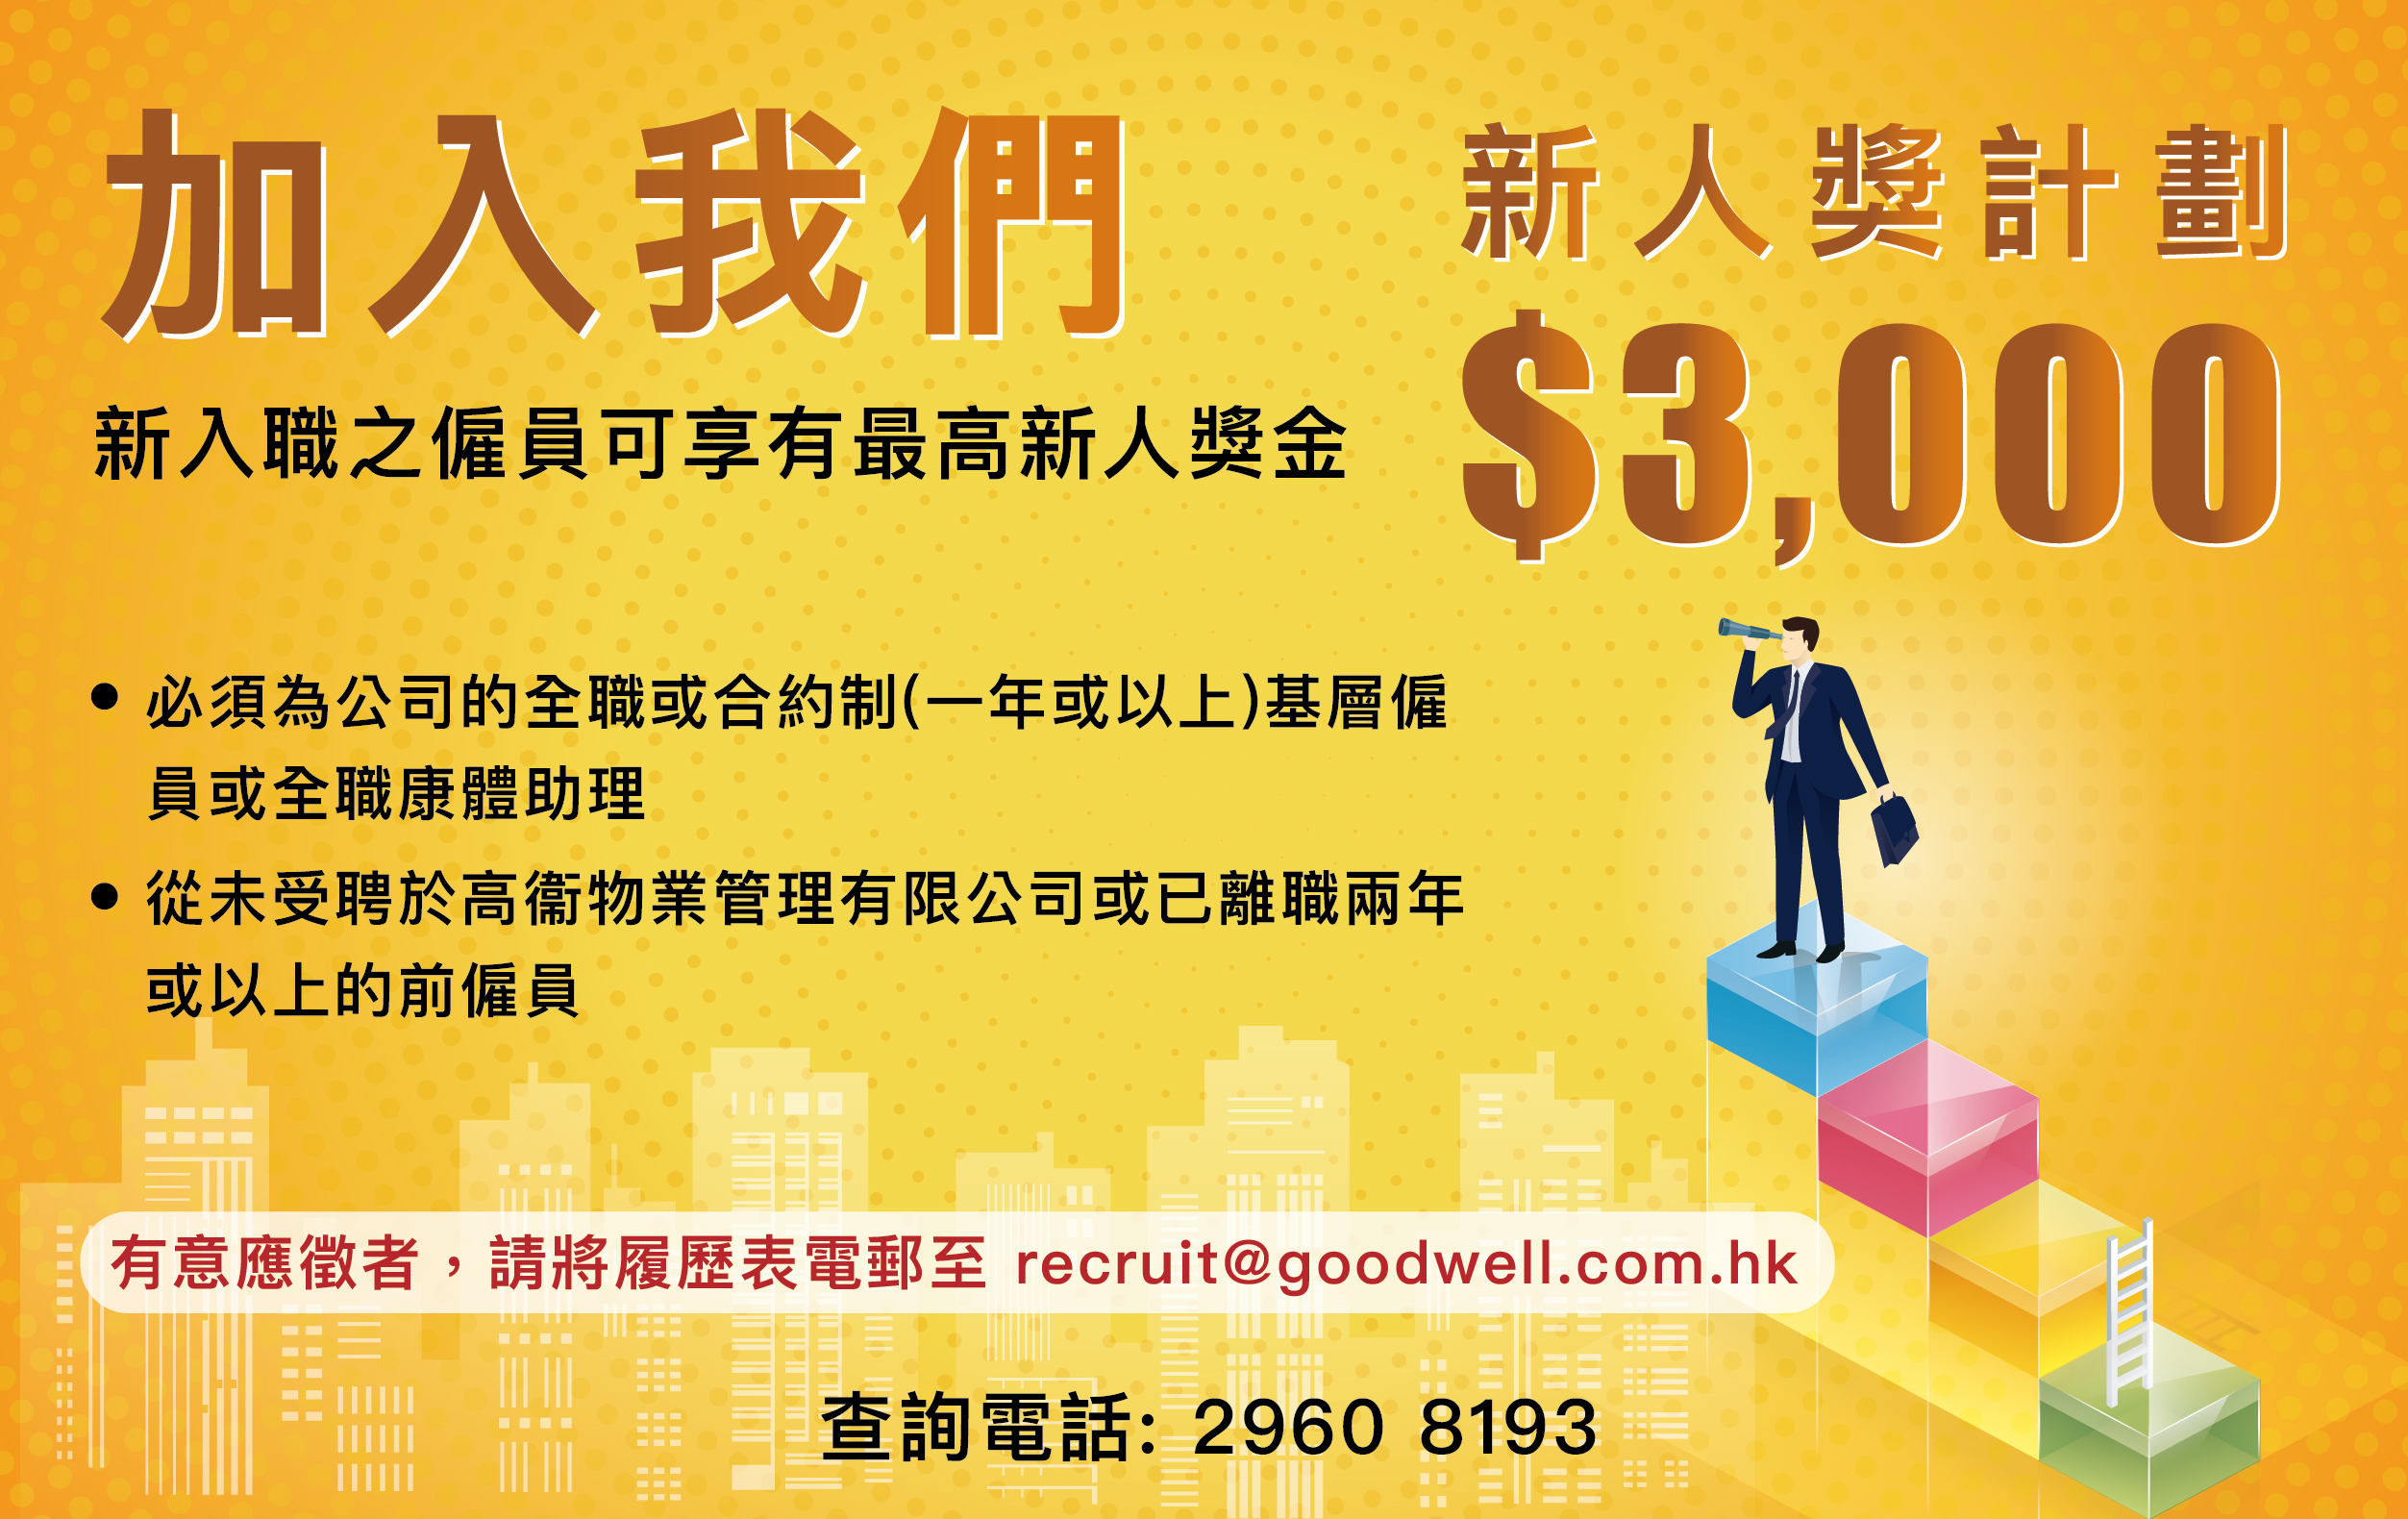 加入我們
新人獎計劃
$3,000
新入職之僱員可享有最高新人獎金
• 必須為公司的全職或合約制(一年或以上)基層僱
員或全職康體助理
• 從未受聘於高衞物業管理有限公司或已離職兩年
或以上的前僱員
有意應徵者，請將履歷表電郵至 recruit@goodwell.com.hk
查詢電話: 2960 8193